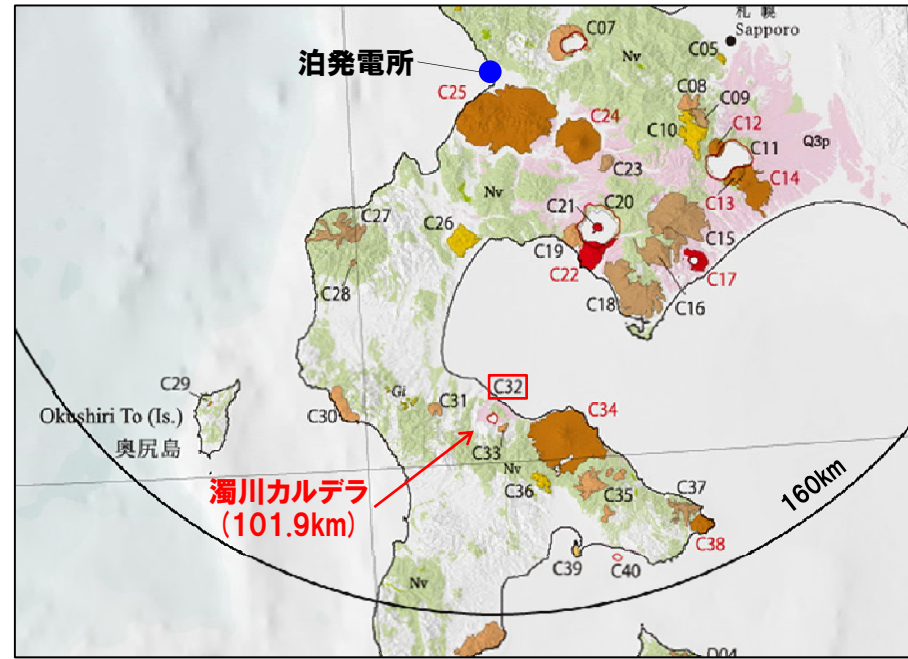 札幌
Sapporo
C07
Nv
C05
泊発電所
C25
C08
C09
C24
C10
C12
C11
Q3p
C23
C14
C13
Nv
C21
C20
C27
C26
C15
C19
C22
C17
C28
C18
C16
C29
C32
Gi
C31
C34
Okushiri To (Is.)
C30
奥尻島
C33
Nv
濁川カルデラ
(101.9km)
C36
C35
C37
160km
C38
C39
C40
Nv
D04